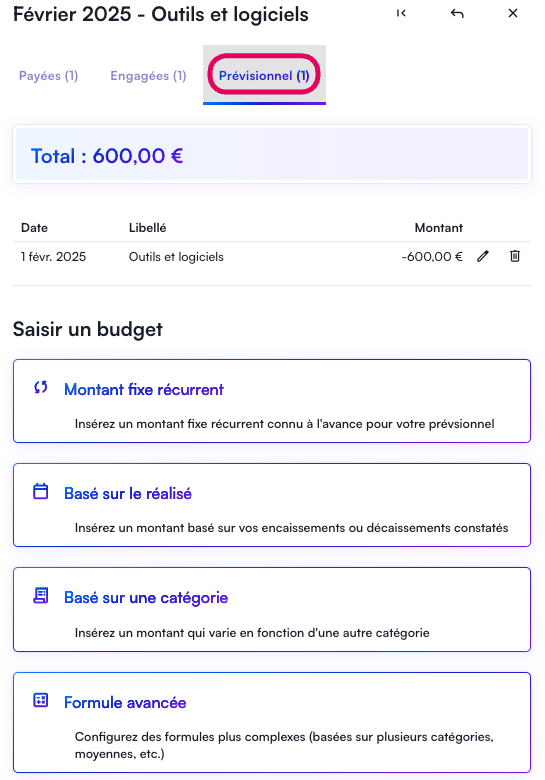 Février 2025 - Outils et logiciels
Payées (1) Engagées (1) Prévisionnel (1)
Total : 600,00 €
Date Libellé Montant
1 févr. 2025 Outils et logiciels -600,00 €
Saisir un budget
Montant fixe récurrent
Insérez un montant fixe récurrent connu à l'avance pour votre prévsionnel
Basé sur le réalisé
Insérez un montant basé sur vos encaissements ou décaissements constatés
Basé sur une catégorie
Insérez un montant qui varie en fonction d'une autre catégorie
Formule avancée
Configurez des formules plus complexes (basées sur plusieurs catégories,
moyennes, etc.)